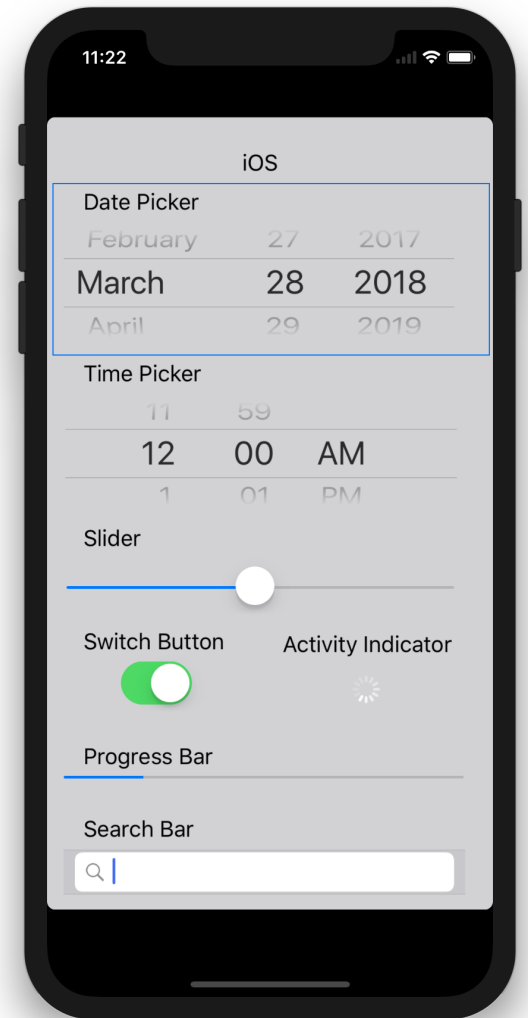 11:22
iOS
Date Picker
February 27 2017
March 28 2018
April 29 2019
Time Picker
11 59
12 00 AM
1 01 PM
Slider
Switch Button Activity Indicator
Progress Bar
Search Bar